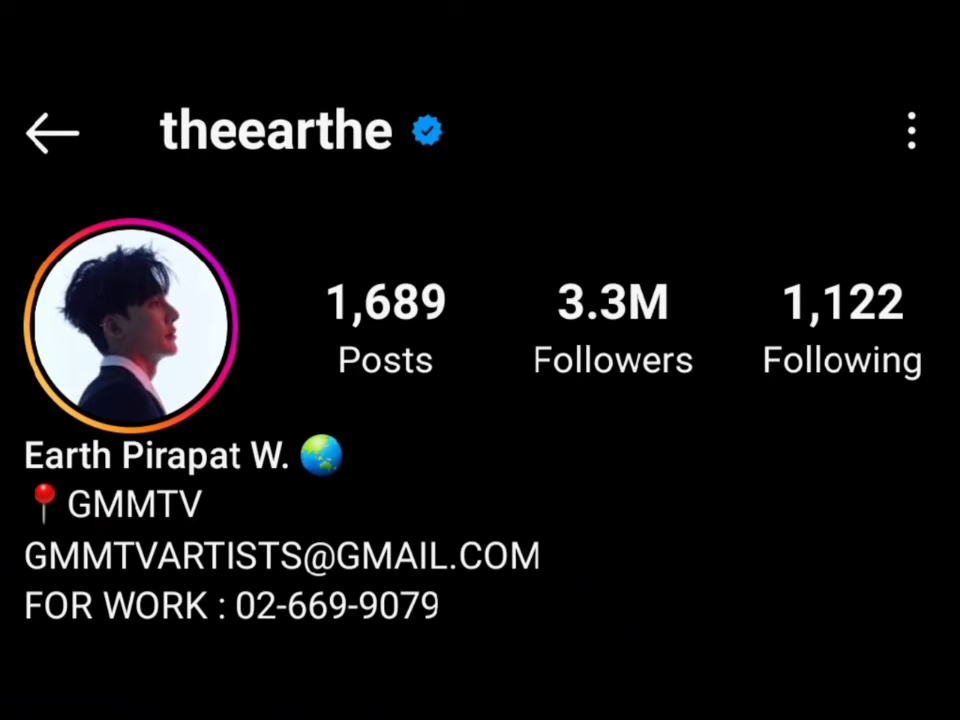 theearthe
1,689 3.3M 1,122
Posts Followers Following
Earth Pirapat W. 🌏
📍GMMTV
GMMTVARTISTS@GMAIL.COM
FOR WORK : 02-669-9079